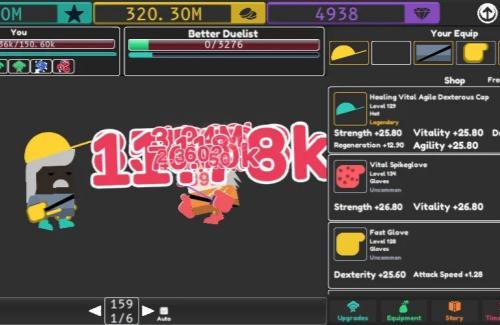 0M
320.30M
4938
You
36k/150.60k
Better Duelist
0/3276
Your Equip
Shop
Healing Vital Agile Dexterous Cap
Level 129
Hat
Legendary
Strength +25.80 Vitality +25.80
Regeneration +12.90 Agility +25.80
Vital Spikeglove
Level 134
Gloves
Uncommon
Strength +26.80 Vitality +26.80
Fast Glove
Level 128
Gloves
Uncommon
Dexterity +25.60 Attack Speed +1.28
159
1/6
Auto
Upgrades
Equipment
Story